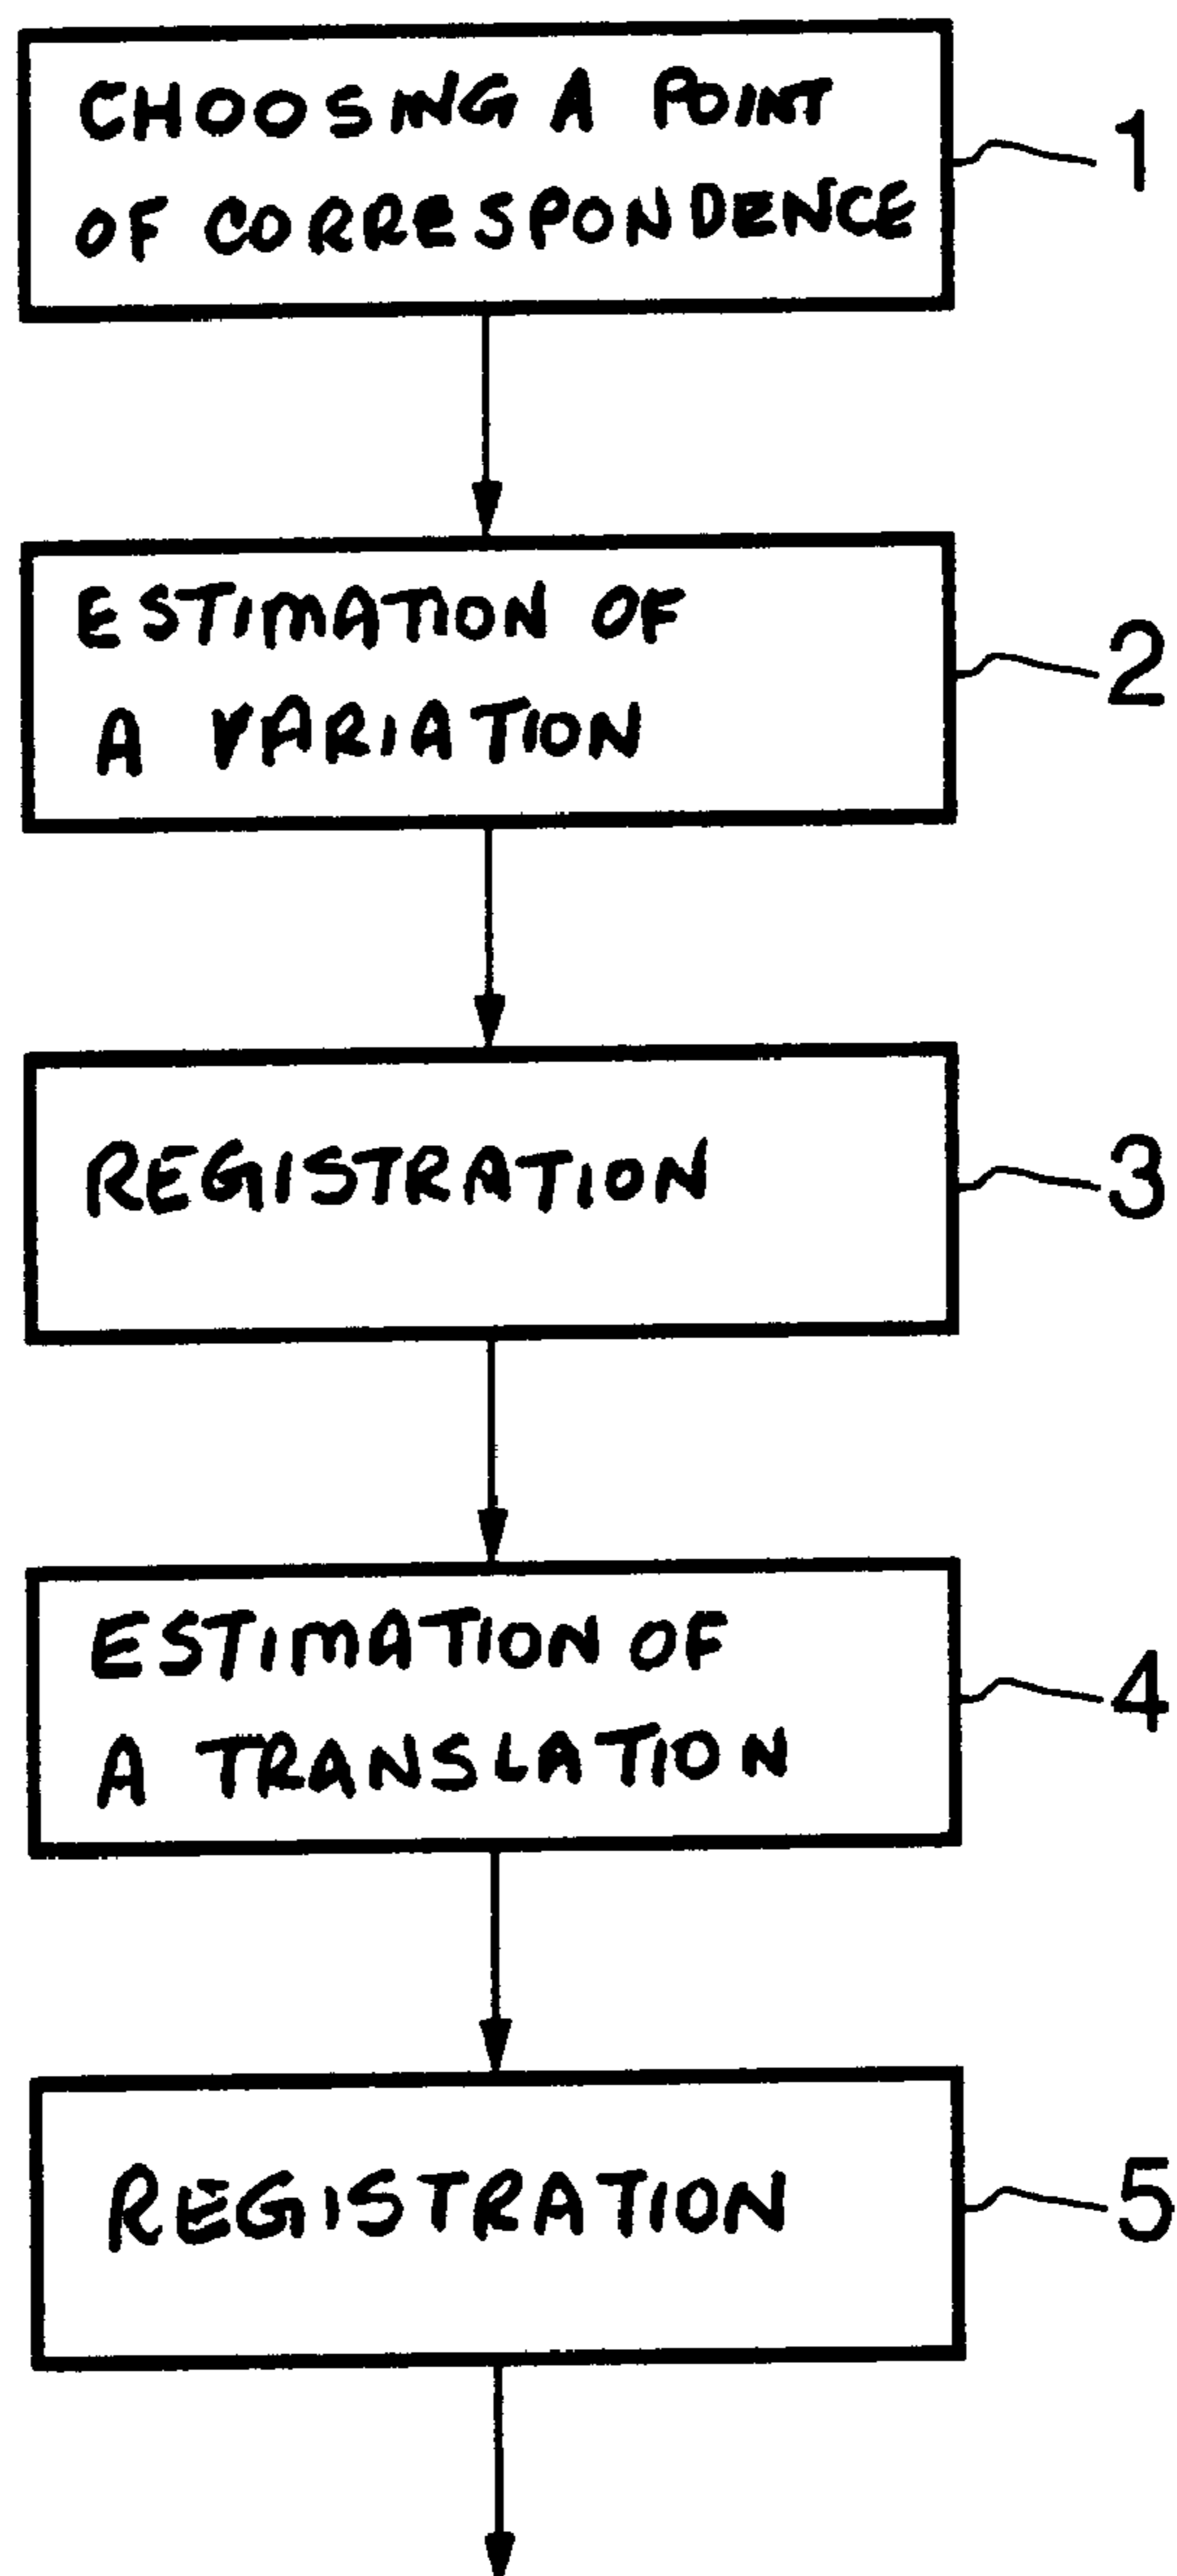 CHOOSING A POINT
OF CORRESPONDENCE
1
ESTIMATION OF
A VARIATION
2
REGISTRATION
3
ESTIMATION OF
A TRANSLATION
4
REGISTRATION
5